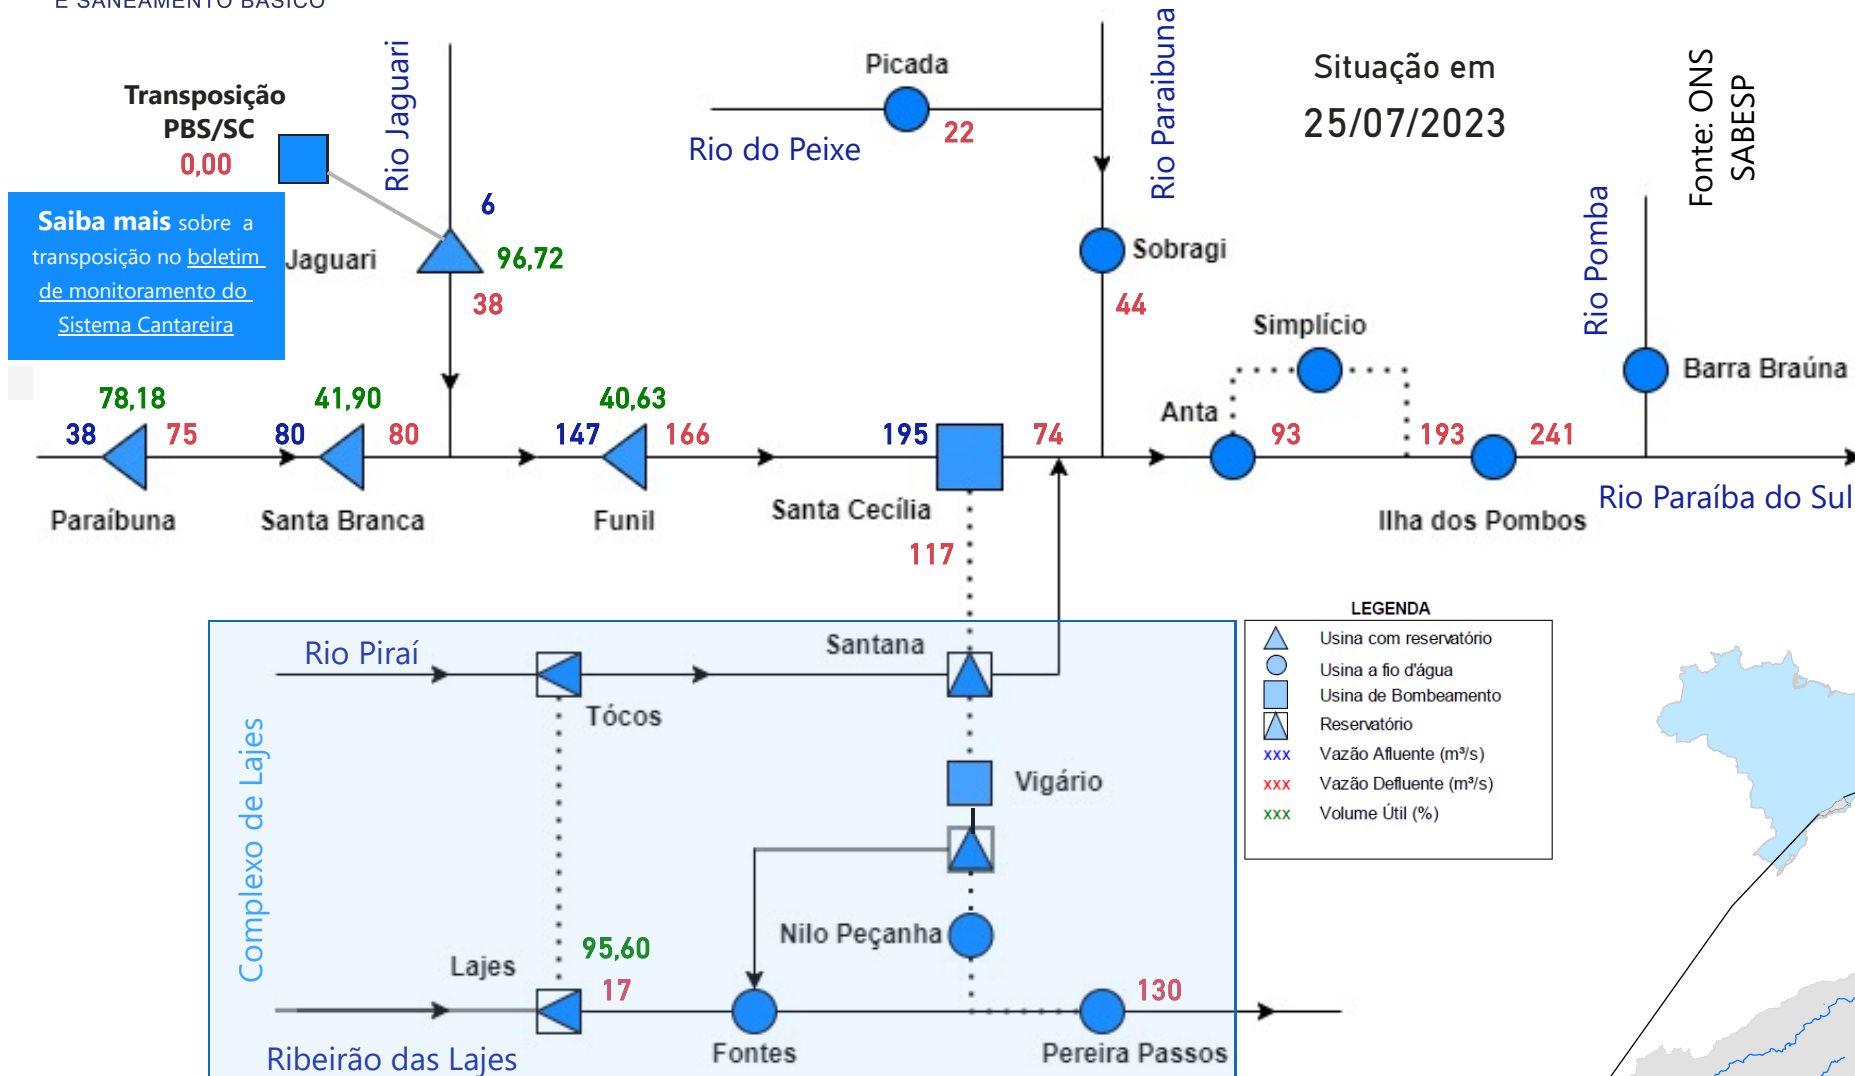 E SANEAMENTO BÁSICO
Transposição
PBS/SC
0,00
Rio Jaguari
Picada
22
Rio do Peixe
Rio Paraibuna
Situação em
25/07/2023
Fonte: ONS
SABESP
Saiba mais sobre a
transposição no boletim
de monitoramento do
Sistema Cantareira
6
Jaguari
96,72
38
Sobragi
44
Simplício
Rio Pomba
Barra Braúna
78,18
38
75
Paraíbuna
41,90
80
80
Santa Branca
40,63
147
166
Funil
195
74
Santa Cecília
117
Anta
93
193
241
Ilha dos Pombos
Rio Paraíba do Sul
Complexo de Lajes
Rio Piraí
Tócos
Santana
Vigário
Nilo Peçanha
Lajes
95,60
17
Fontes
130
Pereira Passos
Ribeirão das Lajes
LEGENDA
Usina com reservatório
Usina a fio d'água
Usina de Bombeamento
Reservatório
xxx Vazão Afluente (m³/s)
xxx Vazão Defluente (m³/s)
xxx Volume Útil (%)